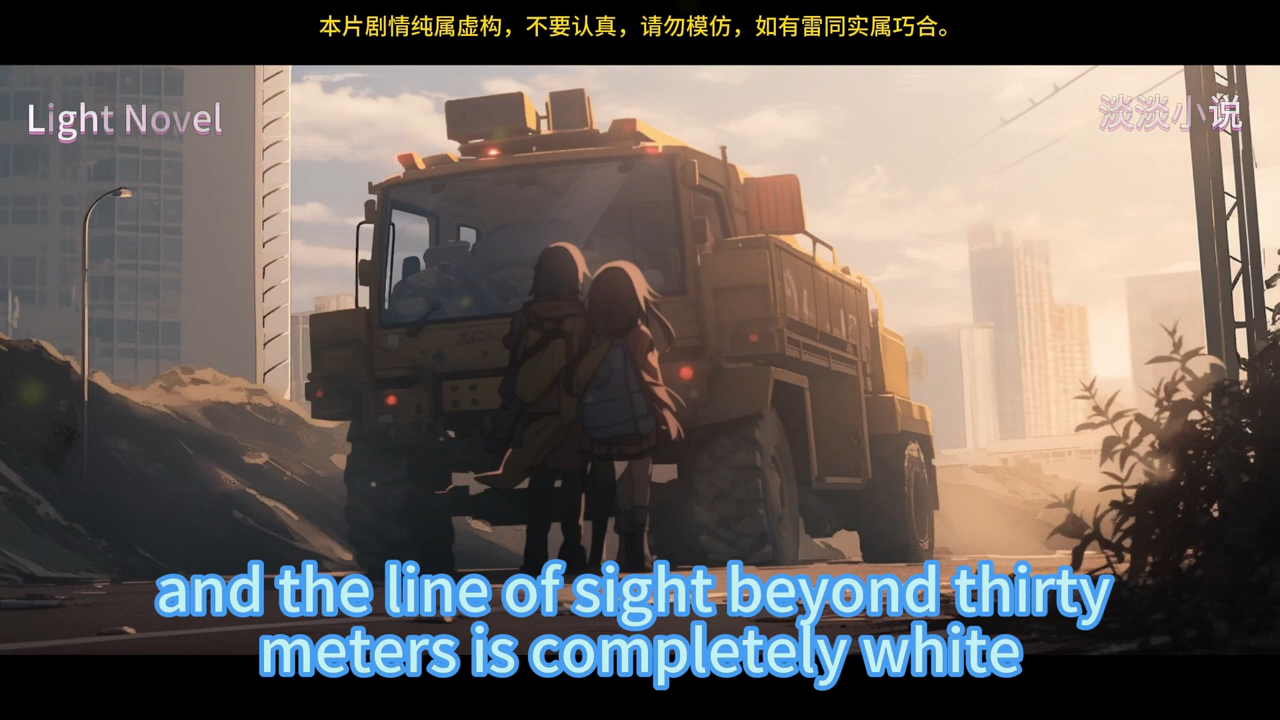 本片剧情纯属虚构，不要认真，请勿模仿，如有雷同实属巧合。
Light Novel
淡淡小说
and the line of sight beyond thirty
meters is completely white